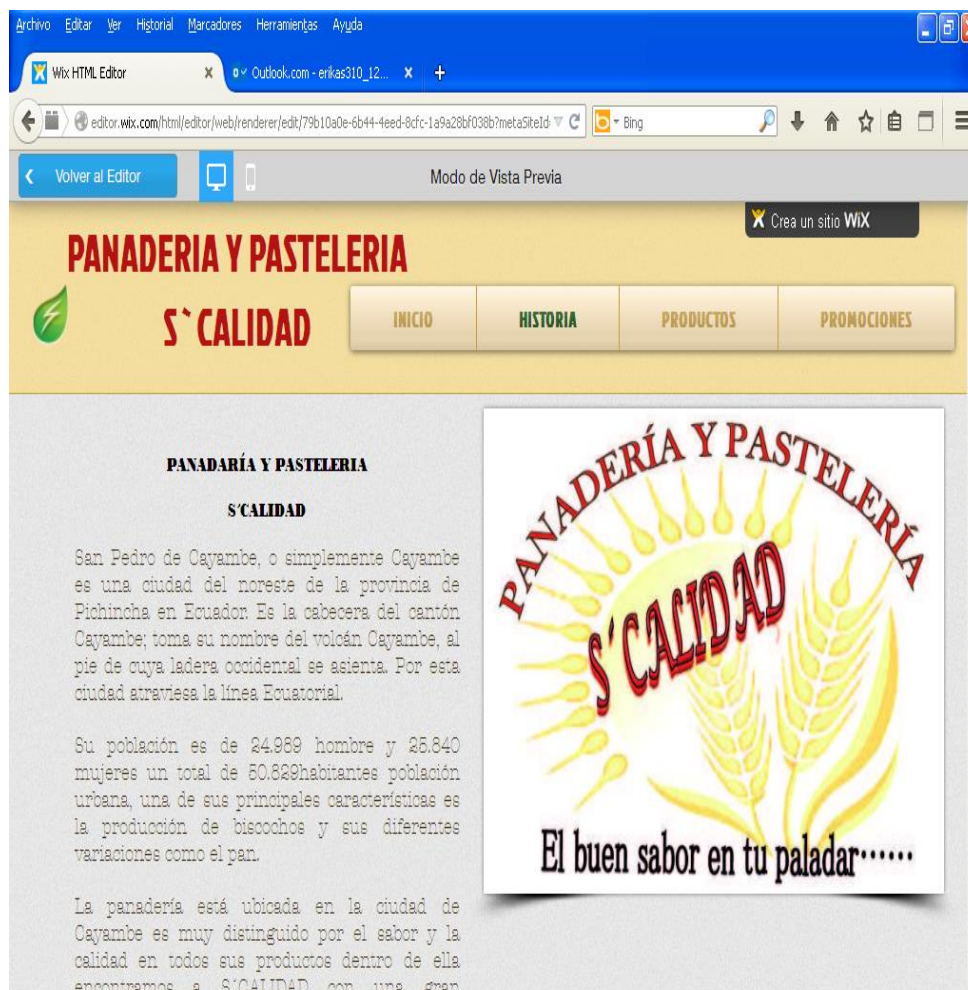 Archivo Editar Ver Historial Marcadores Herramientas Ayuda
Wix HTML Editor
Outlook.com - erikas310_12...
editor.wix.com/html/editor/web/renderer/edit/79b10a0e-6b44-4eed-8cfc-1a9a28bf038b?metaSiteId
Bing
Volver al Editor
Modo de Vista Previa
Crea un sitio WiX
PANADERIA Y PASTELERIA
S`CALIDAD
INICIO HISTORIA PRODUCTOS PROMOCIONES
PANADARÍA Y PASTELERIA
S´CALIDAD
San Pedro de Cayambe, o simplemente Cayambe
es una ciudad del noreste de la provincia de
Pichincha en Ecuador. Es la cabecera del cantón
Cayambe; toma su nombre del volcán Cayambe, al
pie de cuya ladera occidental se asienta. Por esta
ciudad atraviesa la línea Ecuatorial.
Su población es de 24.989 hombre y 25.840
mujeres un total de 50.829habitantes población
urbana, una de sus principales características es
la producción de biscochos y sus diferentes
variaciones como el pan.
La panadería está ubicada en la ciudad de
Cayambe es muy distinguido por el sabor y la
calidad en todos sus productos dentro de ella
encontramos a S´CALIDAD con una gran
PANADERÍA Y PASTELERÍA
S´CALIDAD
El buen sabor en tu paladar......